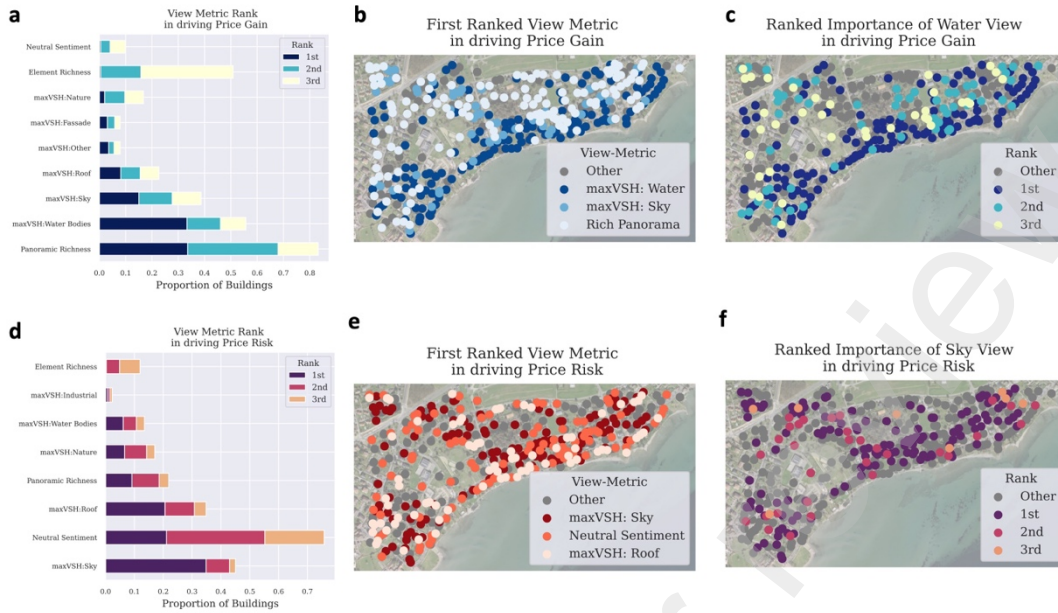 a
View Metric Rank
in driving Price Gain
Neutral Sentiment
Element Richness
maxVSH:Nature
maxVSH:Fassade
maxVSH:Other
maxVSH:Roof
maxVSH:Sky
maxVSH:Water Bodies
Panoramic Richness
Rank
1st
2nd
3rd
0.0 0.1 0.2 0.3 0.4 0.5 0.6 0.7 0.8
Proportion of Buildings
b
First Ranked View Metric
in driving Price Gain
View-Metric
Other
maxVSH: Water
maxVSH: Sky
Rich Panorama
c
Ranked Importance of Water View
in driving Price Gain
Rank
Other
1st
2nd
3rd
d
View Metric Rank
in driving Price Risk
Element Richness
maxVSH:Industrial
maxVSH:Water Bodies
maxVSH:Nature
Panoramic Richness
maxVSH:Roof
Neutral Sentiment
maxVSH:Sky
Rank
1st
2nd
3rd
0.0 0.1 0.2 0.3 0.4 0.5 0.6 0.7
Proportion of Buildings
e
First Ranked View Metric
in driving Price Risk
View-Metric
Other
maxVSH: Sky
Neutral Sentiment
maxVSH: Roof
f
Ranked Importance of Sky View
in driving Price Risk
Rank
Other
1st
2nd
3rd